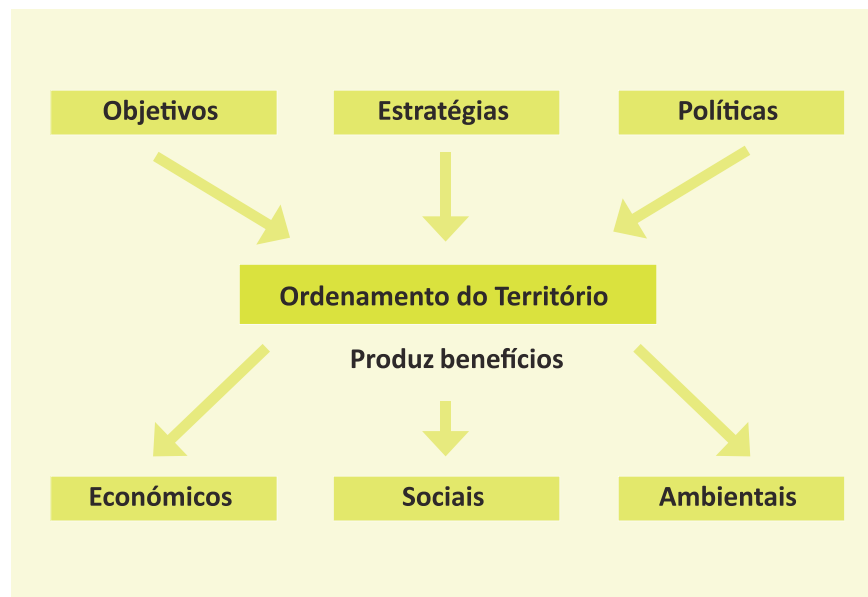 Objetivos
Estratégias
Políticas
Ordenamento do Território
Produz benefícios
Económicos
Sociais
Ambientais